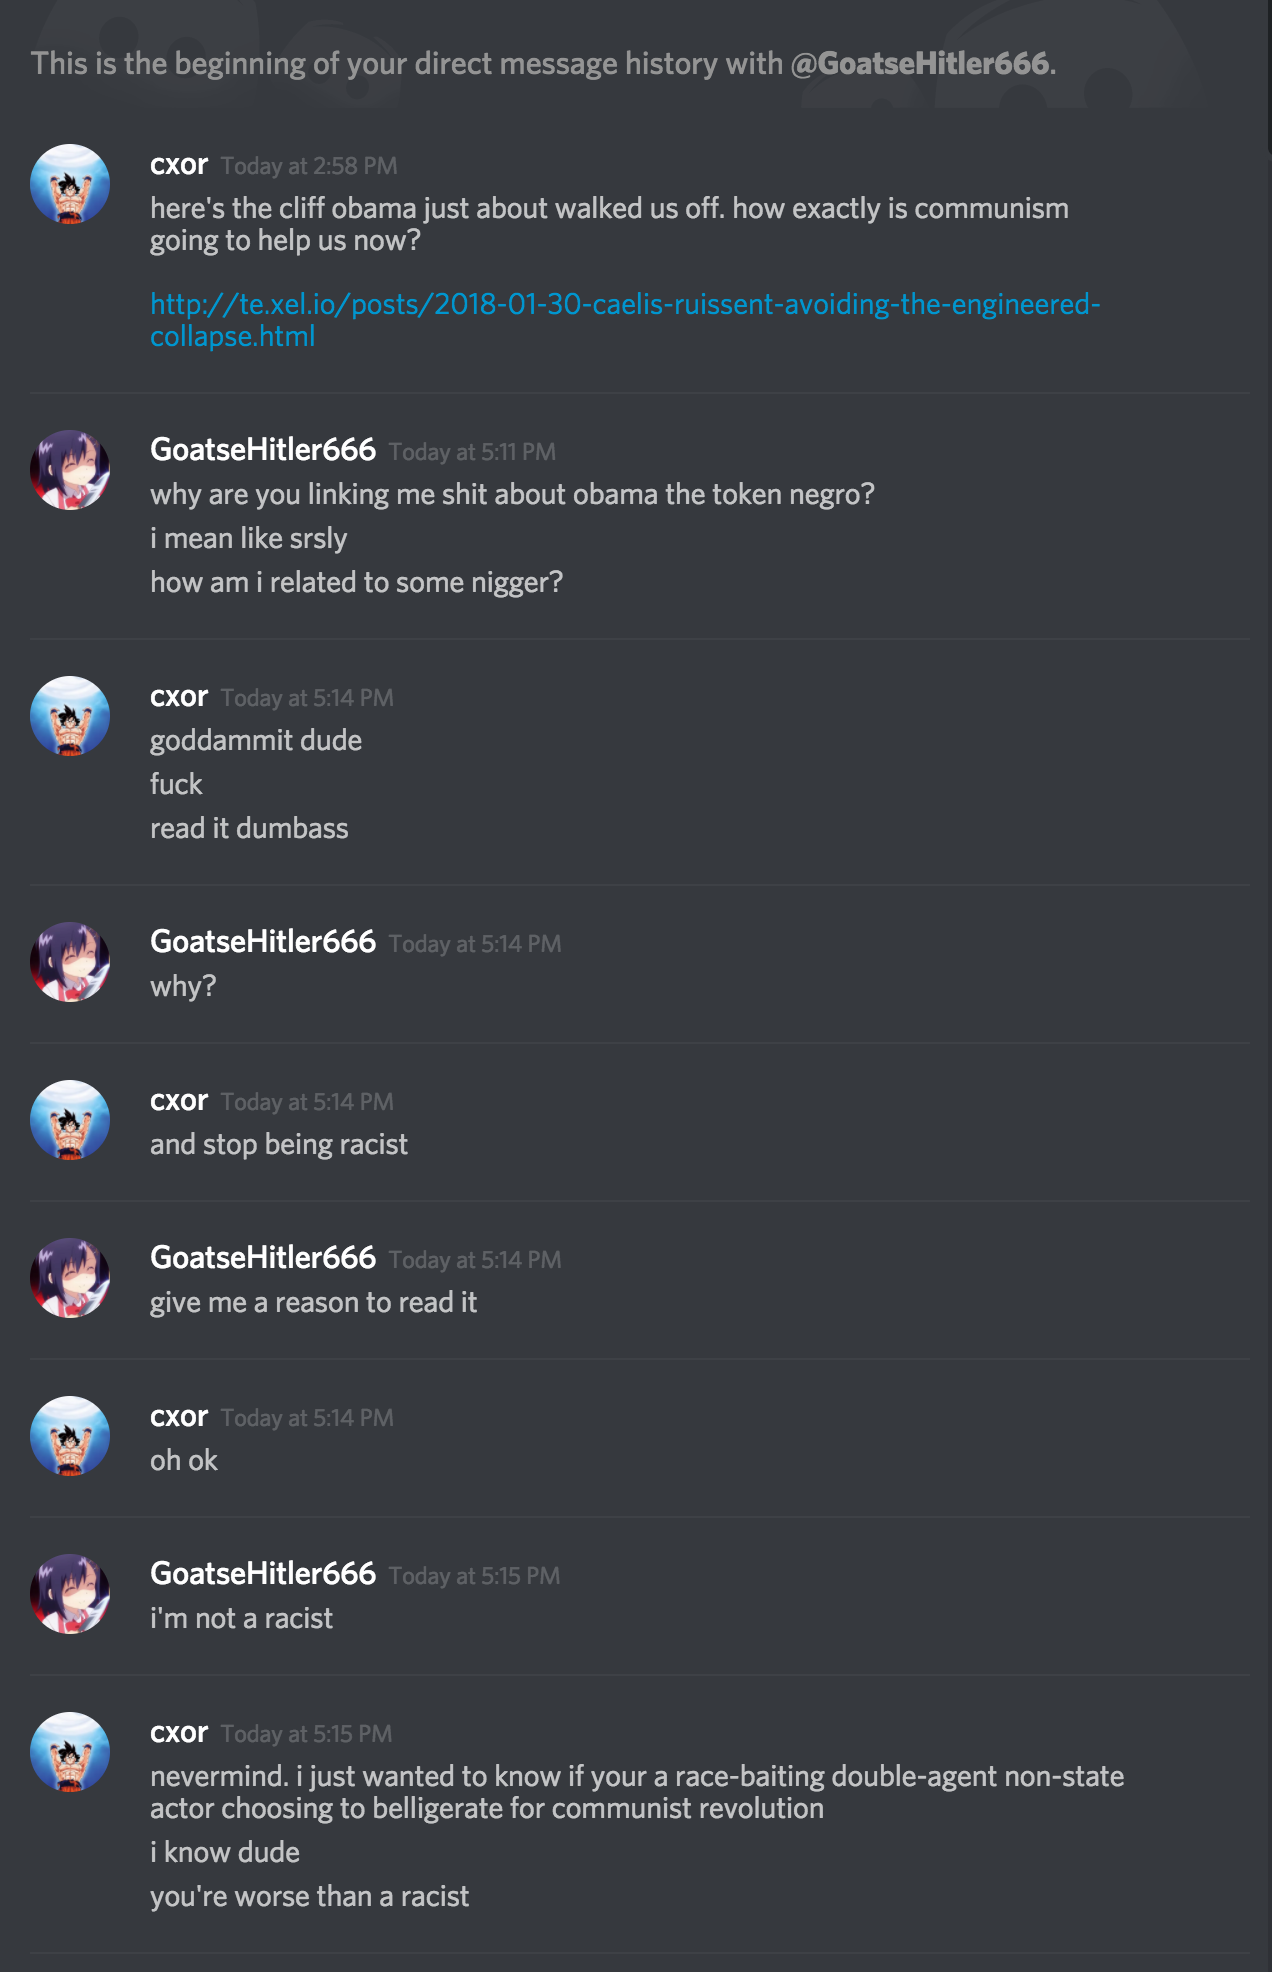 This is the beginning of your direct message history with @GoatseHitler666.
cxor Today at 2:58 PM
here's the cliff obama just about walked us off. how exactly is communism
going to help us now?
http://te.xel.io/posts/2018-01-30-caelis-ruissent-avoiding-the-engineered-
collapse.html
GoatseHitler666 Today at 5:11 PM
why are you linking me shit about obama the token negro?
i mean like srsly
how am i related to some nigger?
cxor Today at 5:14 PM
goddammit dude
fuck
read it dumbass
GoatseHitler666 Today at 5:14 PM
why?
cxor Today at 5:14 PM
and stop being racist
GoatseHitler666 Today at 5:14 PM
give me a reason to read it
cxor Today at 5:14 PM
oh ok
GoatseHitler666 Today at 5:15 PM
i'm not a racist
cxor Today at 5:15 PM
nevermind. i just wanted to know if your a race-baiting double-agent non-state
actor choosing to belligerate for communist revolution
i know dude
you're worse than a racist